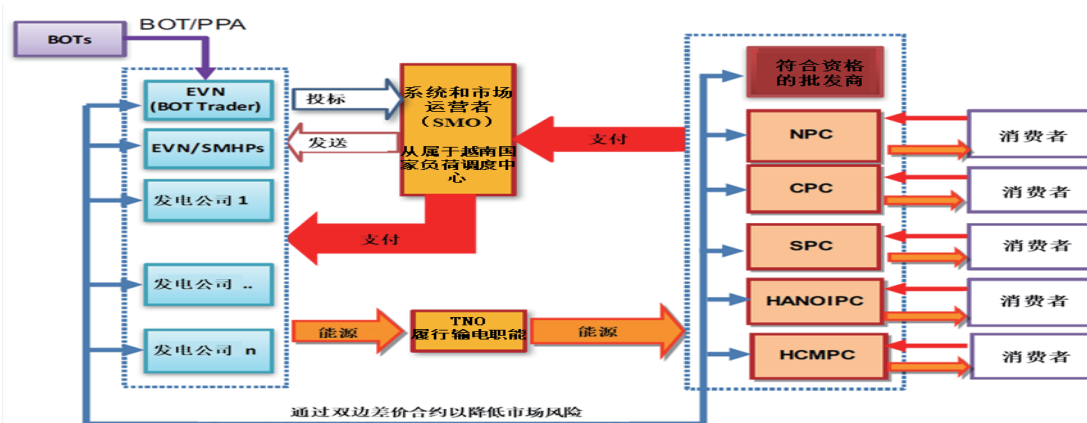 BOT/PPA
BOTs
EVN
(BOT Trader)
EVN/SMHPs
发电公司 1
发电公司 ..
发电公司 n
投标
发送
系统和市场
运营者
（SMO）
从属于越南国
家负荷调度中
心
支付
支付
能源
TNO
履行输电职能
能源
符合资格
的批发商
NPC
消费者
CPC
消费者
SPC
消费者
HANOIPC
消费者
HCMPC
消费者
通过双边差价合约以降低市场风险